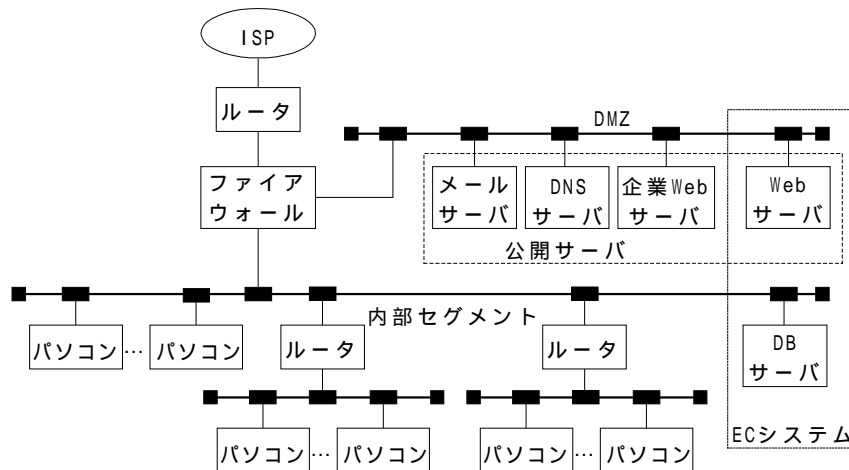 ISP
ルータ
DMZ
ファイア
ウォール
メール
サーバ
DNS
サーバ
企業Web
サーバ
Web
サーバ
公開サーバ
内部セグメント
パソコン…パソコン
ルータ
ルータ
DB
サーバ
パソコン…パソコン
パソコン…パソコン
ECシステム